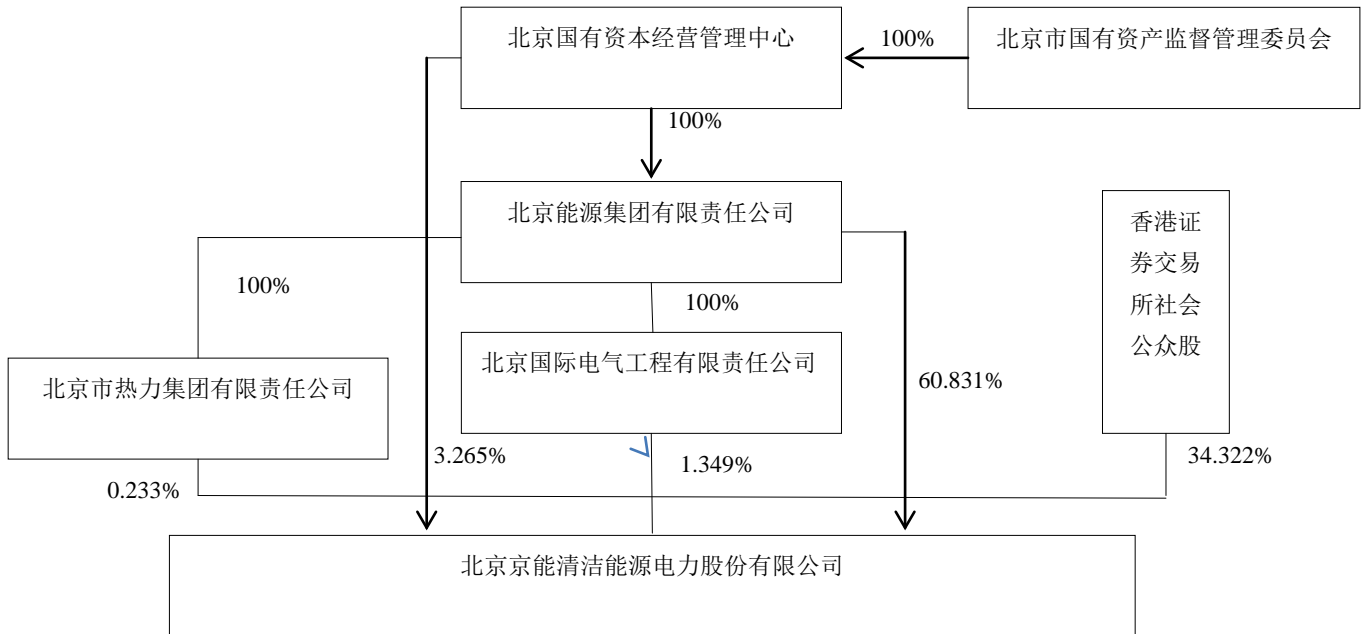 北京国有资本经营管理中心
100%
北京市国有资产监督管理委员会
100%
北京能源集团有限责任公司
香港证
券交易
所社会
公众股
100%
100%
北京国际电气工程有限责任公司
北京市热力集团有限责任公司
60.831%
3.265%
1.349%
34.322%
0.233%
北京京能清洁能源电力股份有限公司